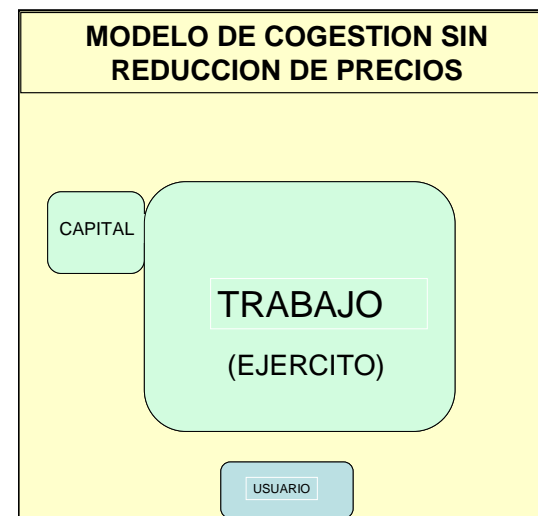 MODELO DE COGESTION SIN
REDUCCION DE PRECIOS
CAPITAL
TRABAJO
(EJERCITO)
USUARIO